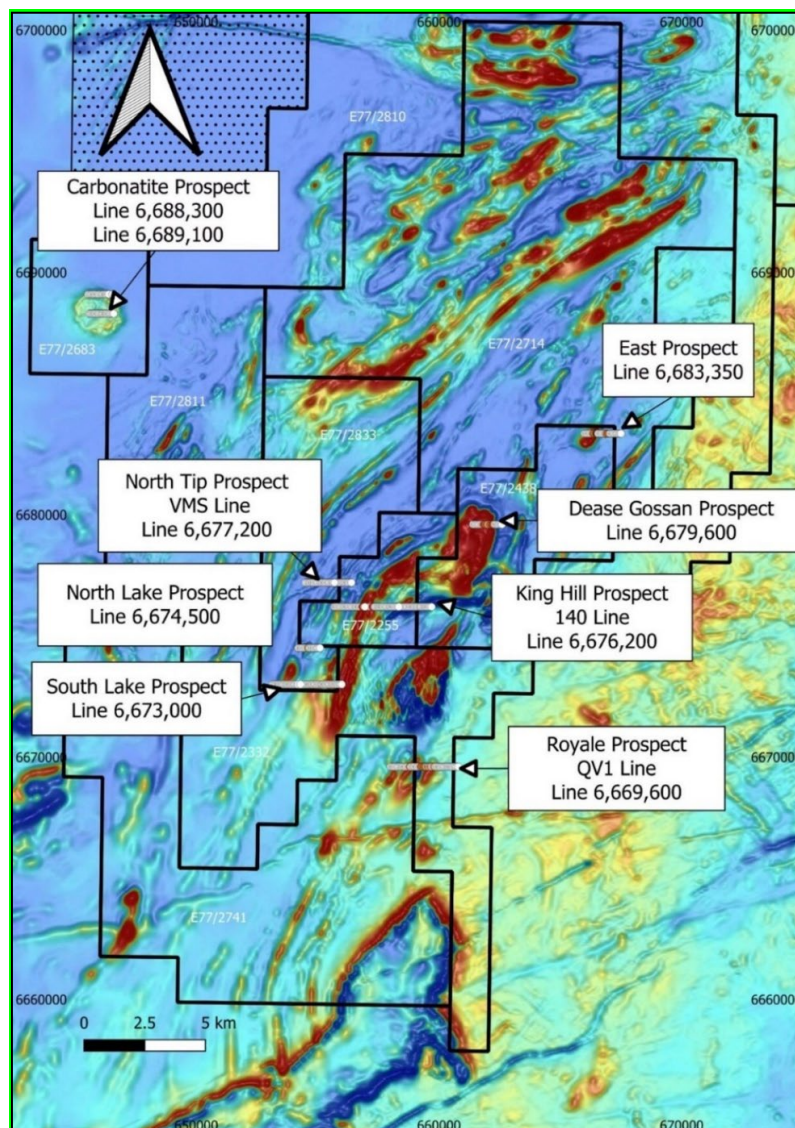 6700000
650000
660000
670000
6700000
E77/2810
Carbonatite Prospect
Line 6,688,300
Line 6,689,100
6690000
6690000
E77/2683
E77/2714
East Prospect
Line 6,683,350
E77/2811
E77/2833
North Tip Prospect
VMS Line
Line 6,677,200
E77/2438
6680000
6680000
Dease Gossan Prospect
Line 6,679,600
North Lake Prospect
Line 6,674,500
King Hill Prospect
140 Line
Line 6,676,200
E77/2255
South Lake Prospect
Line 6,673,000
E77/2332
6670000
6670000
Royale Prospect
QV1 Line
Line 6,669,600
E77/2741
6660000
6660000
0 2.5 5 km
650000
660000
670000